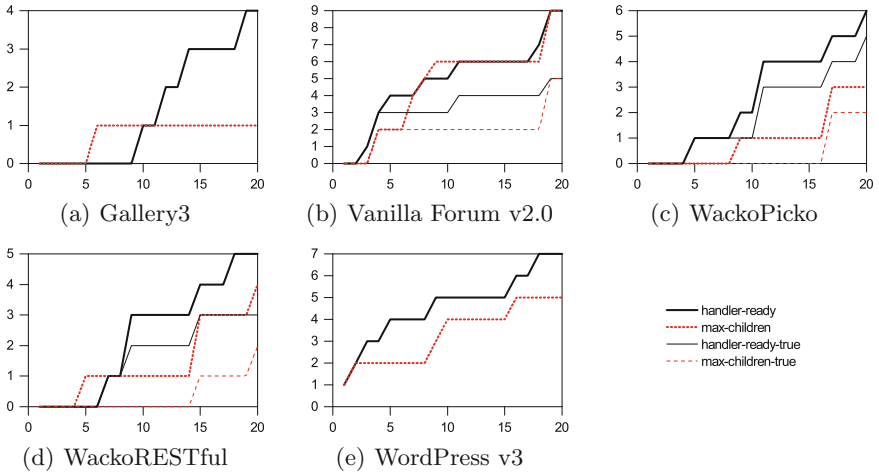 4
3
2
1
0
0 5 10 15 20
(a) Gallery3
9
8
7
6
5
4
3
2
1
0
0 5 10 15 20
(b) Vanilla Forum v2.0
6
5
4
3
2
1
0
0 5 10 15 20
(c) WackoPicko
5
4
3
2
1
0
0 5 10 15 20
(d) WackoRESTful
7
6
5
4
3
2
1
0
0 5 10 15 20
(e) WordPress v3
handler-ready
max-children
handler-ready-true
max-children-true